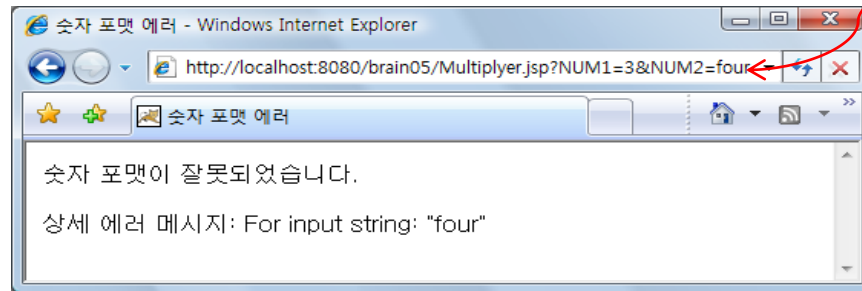 숫자 포맷 에러 - Windows Internet Explorer
http://localhost:8080/brain05/Multiplyer.jsp?NUM1=3&NUM2=four
숫자 포맷 에러
숫자 포맷이 잘못되었습니다.
상세 에러 메시지: For input string: "four"